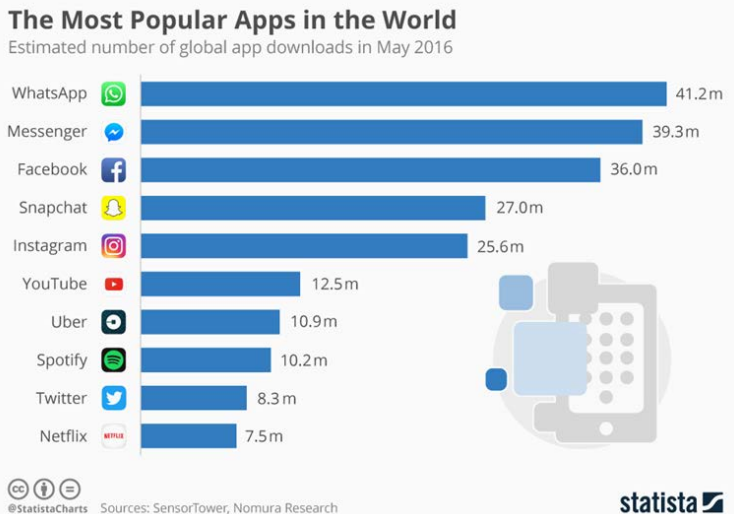 The Most Popular Apps in the World
Estimated number of global app downloads in May 2016
WhatsApp 41.2m
Messenger 39.3m
Facebook 36.0m
Snapchat 27.0m
Instagram 25.6m
YouTube 12.5m
Uber 10.9m
Spotify 10.2m
Twitter 8.3m
Netflix NETFLIX 7.5m
cc
@StatistaCharts Sources: SensorTower, Nomura Research
statista